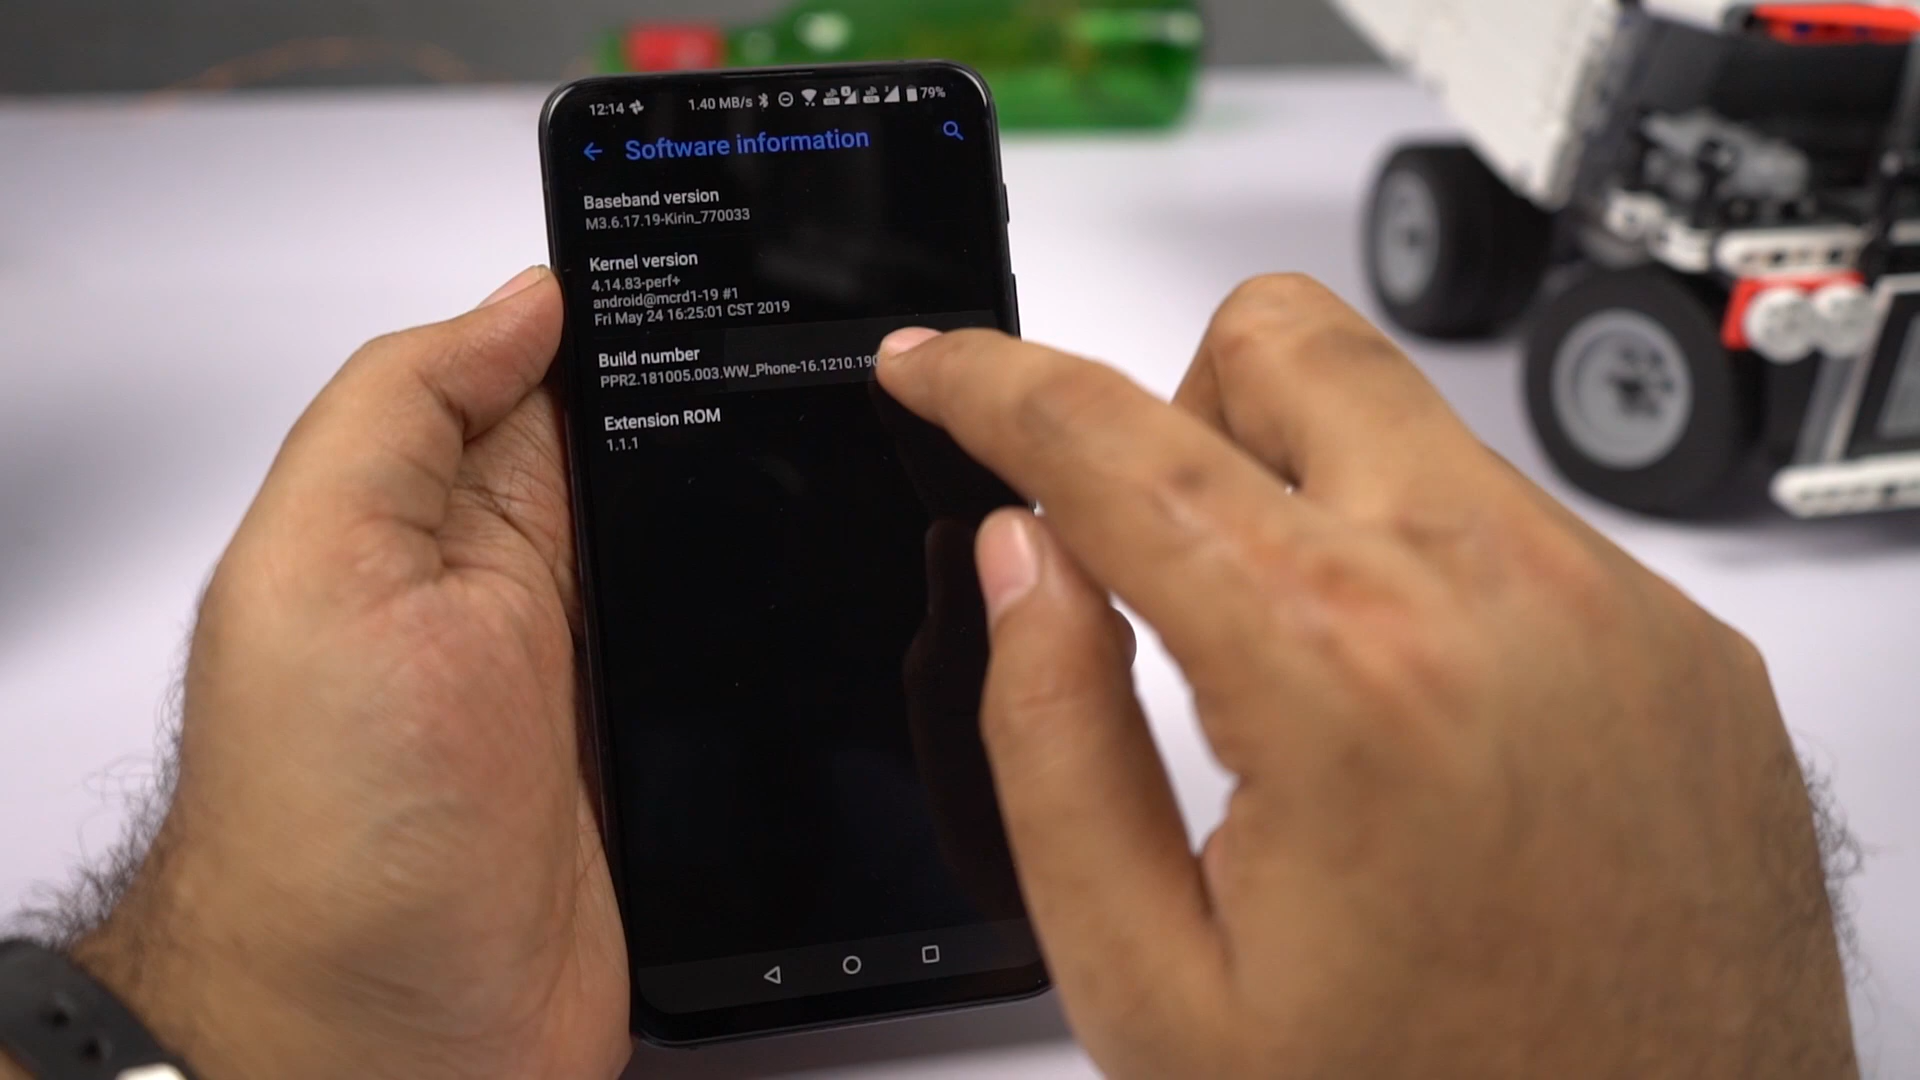 12:14 1.40 MB/s 79%
Software information
Baseband version
M3.6.17.19-Kirin_770033
Kernel version
4.14.83-perf+
android@mcrd1-19 #1
Fri May 24 16:25:01 CST 2019
Build number
PPR2.181005.003.WW_Phone-16.1210.190
Extension ROM
1.1.1